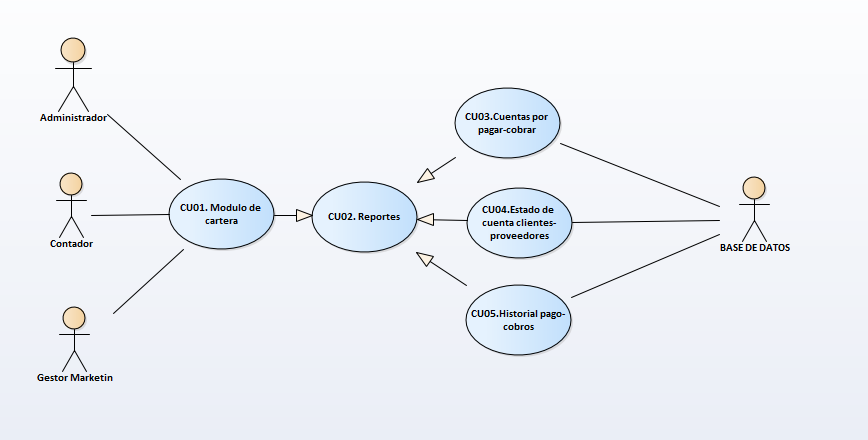 Administrador
Contador
Gestor Marketin
CU01. Modulo de
cartera
CU02. Reportes
CU03.Cuentas por
pagar-cobrar
CU04.Estado de
cuenta clientes-
proveedores
CU05.Historial pago-
cobros
BASE DE DATOS